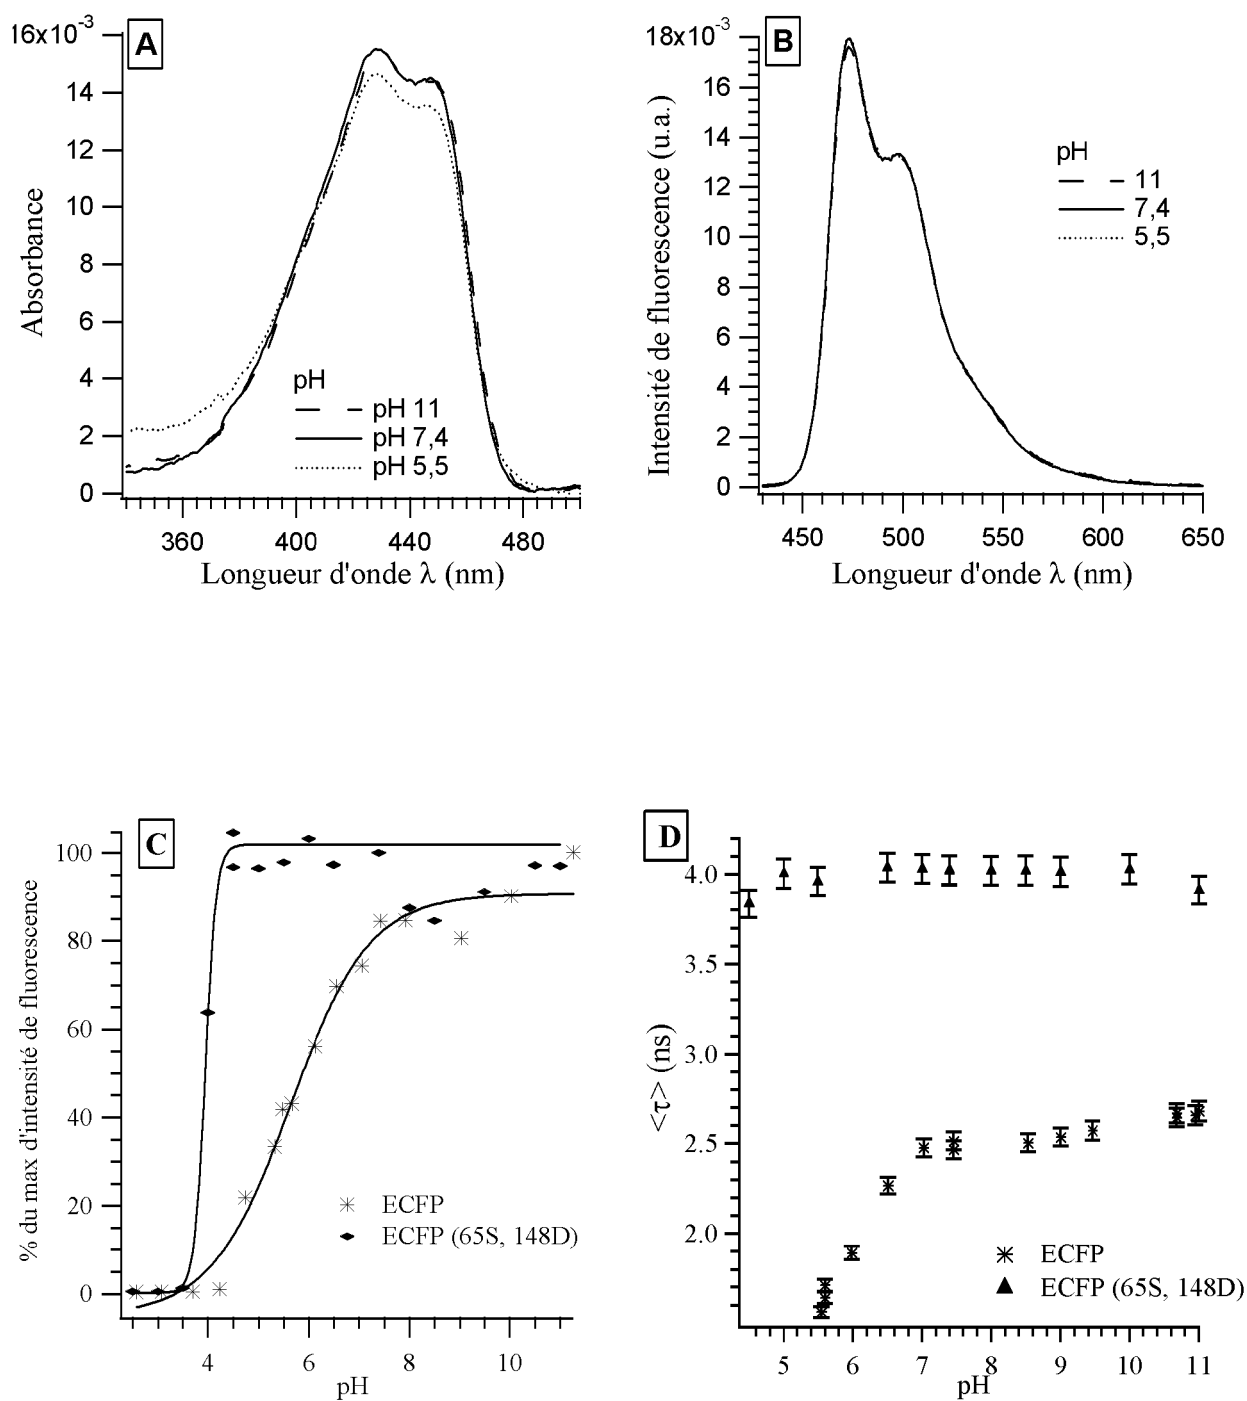 A
16x10⁻³
14
12
10
8
6
4
2
0
Absorbance
pH
pH 11
pH 7,4
pH 5,5
360 400 440 480
Longueur d'onde λ (nm)
B
18x10⁻³
16
14
12
10
8
6
4
2
0
Intensité de fluorescence (u.a.)
pH
11
7,4
5,5
450 500 550 600 650
Longueur d'onde λ (nm)
C
100
80
60
40
20
0
% du max d'intensité de fluorescence
ECFP
ECFP (65S, 148D)
4 6 8 10
pH
D
4.0
3.5
3.0
2.5
2.0
<τ> (ns)
ECFP
ECFP (65S, 148D)
5 6 7 8 9 10 11
pH